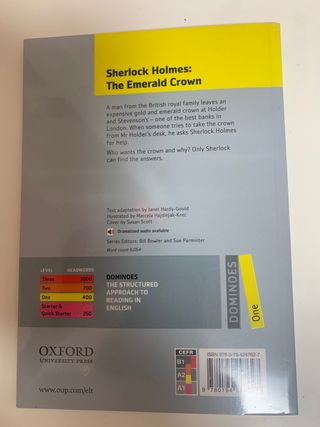 Sherlock Holmes:
The Emerald Crown
A man from the British royal family leaves an
expensive gold and emerald crown at Holder
and Stevenson's – one of the best banks in
London. When someone tries to take the crown
from Mr Holder's desk, he asks Sherlock Holmes
for help.
Who wants the crown and why? Only Sherlock
can find the answers.
Text adaptation by Janet Hardy-Gould
Illustrated by Marcela Hajdinjak-Krec
Cover by Susan Scott
Dramatized audio available
Series Editors: Bill Bowler and Sue Parminter
Word count 6264
LEVEL HEADWORDS
Three 1000
Two 700
One 400
Starter &
Quick Starter 250
DOMINOES
THE STRUCTURED
APPROACH TO
READING IN
ENGLISH
DOMINOES
One
OXFORD
UNIVERSITY PRESS
www.oup.com/elt
CEFR
B1
A2
A1